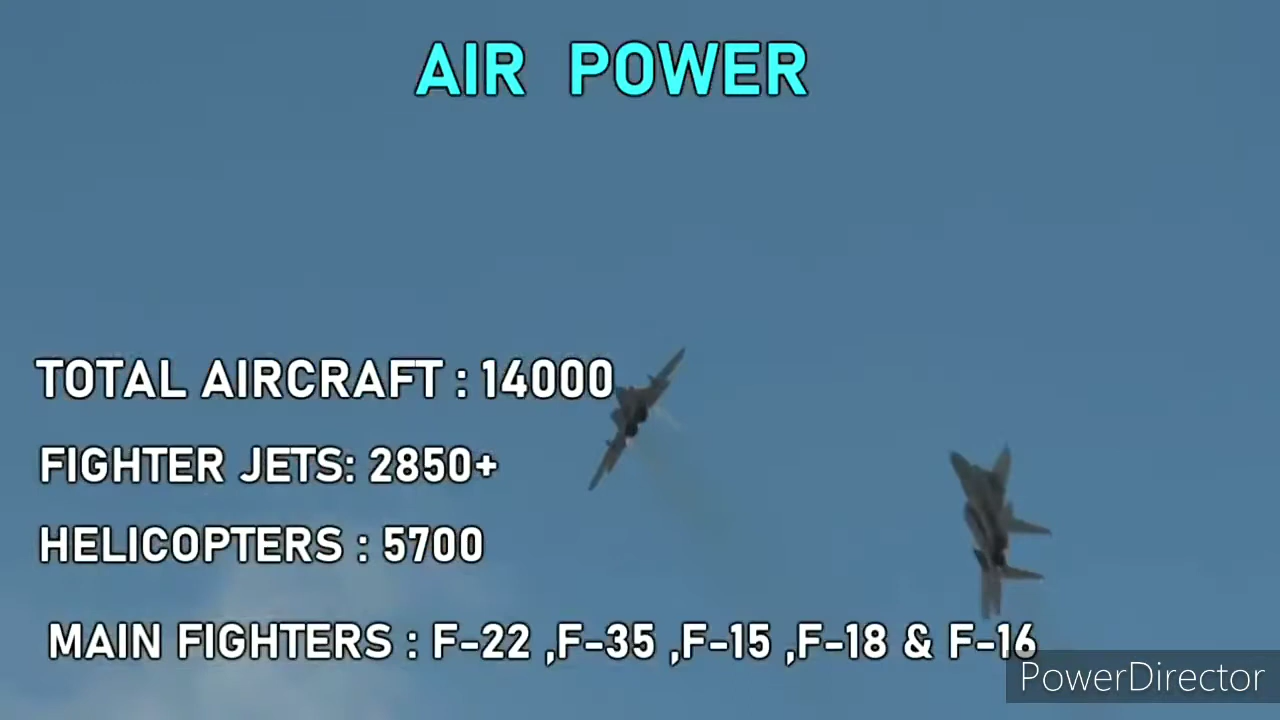 AIR POWER
TOTAL AIRCRAFT : 14000
FIGHTER JETS: 2850+
HELICOPTERS : 5700
MAIN FIGHTERS : F-22 ,F-35 ,F-15 ,F-18 & F-16
PowerDirector